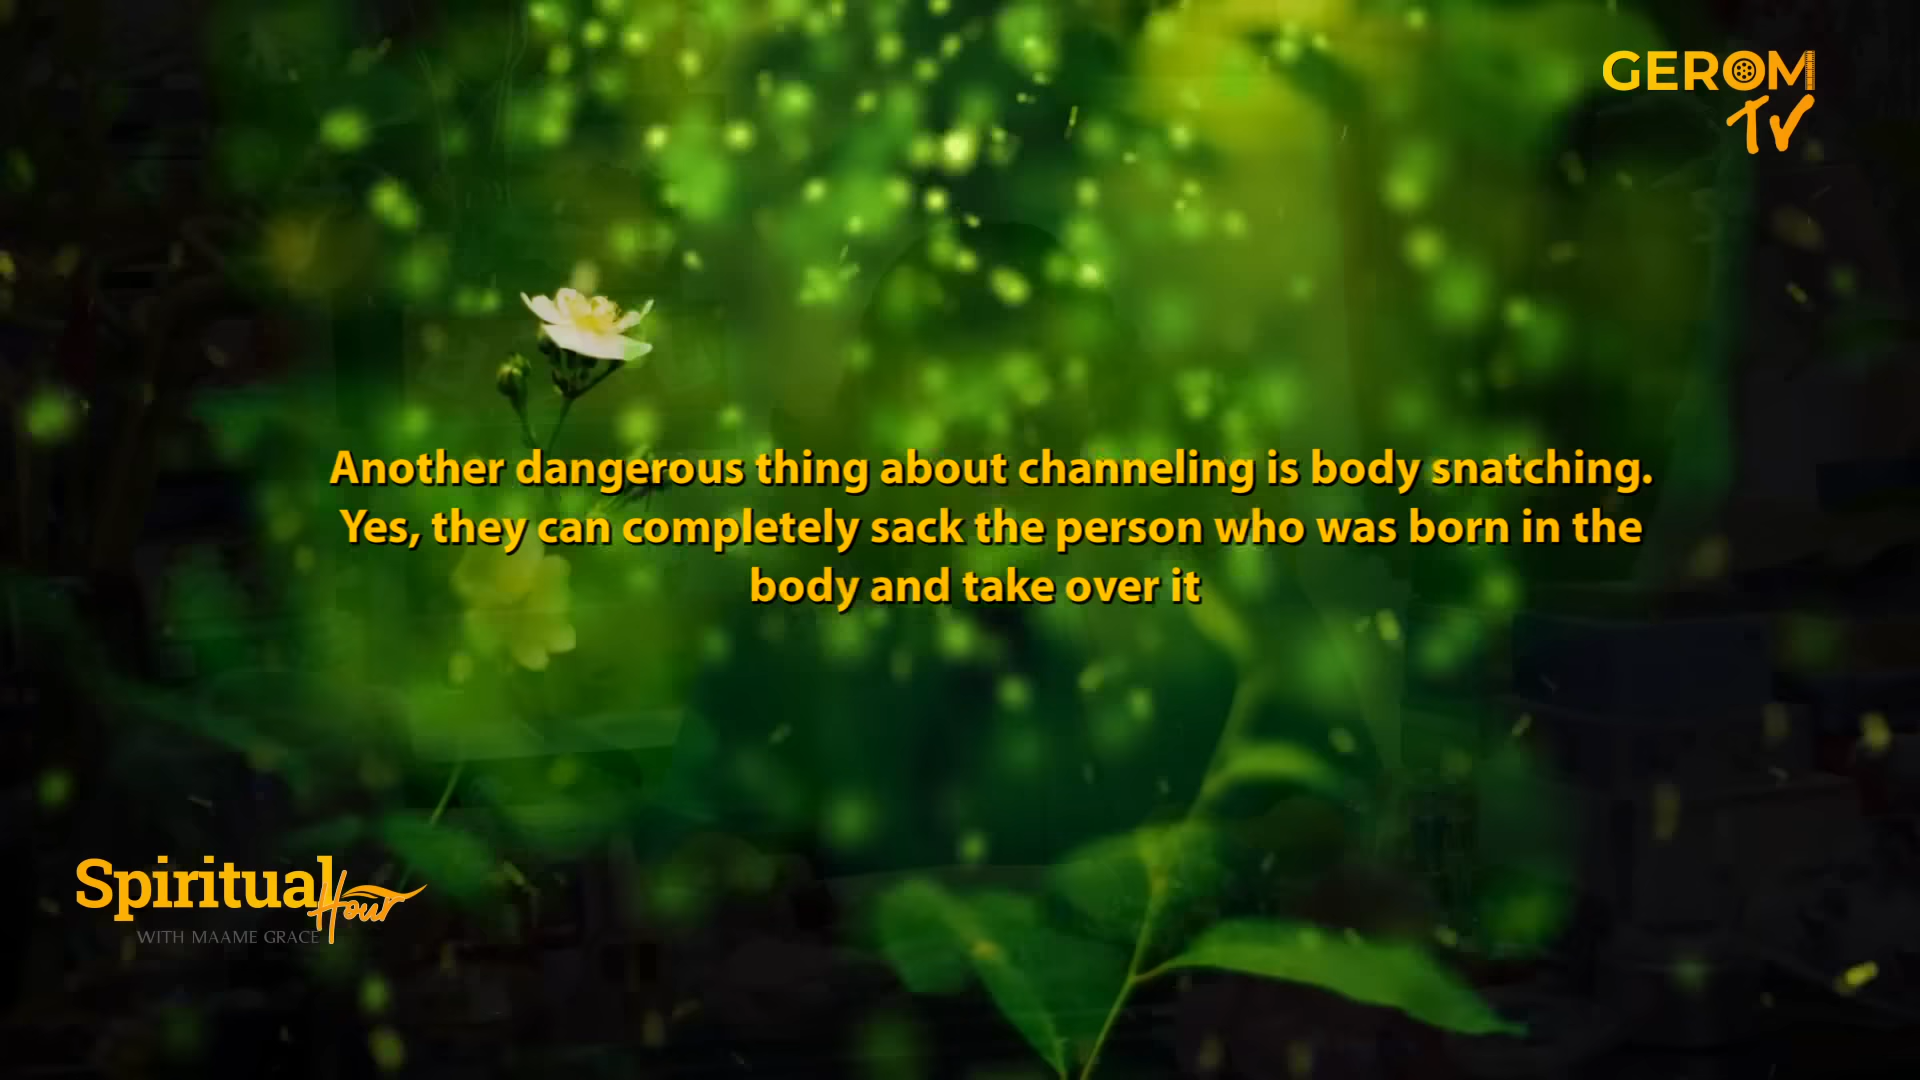 GEROM
TV
Another dangerous thing about channeling is body snatching.
Yes, they can completely sack the person who was born in the
body and take over it
Spiritual
Hour
WITH MAAME GRACE